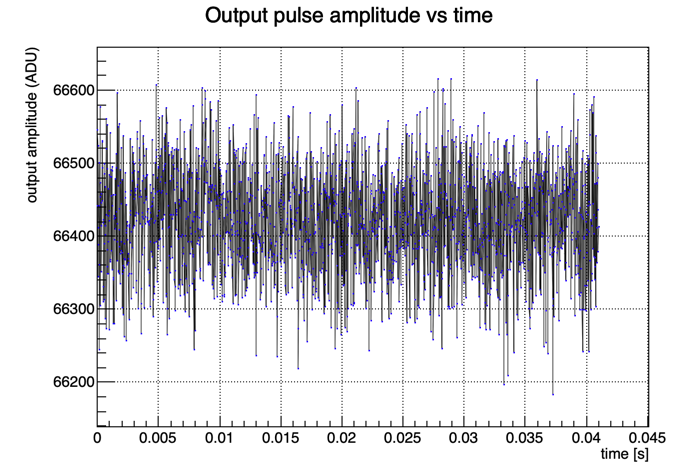 Output pulse amplitude vs time
output amplitude (ADU)
66600
66500
66400
66300
66200
0 0.005 0.01 0.015 0.02 0.025 0.03 0.035 0.04 0.045
time [s]